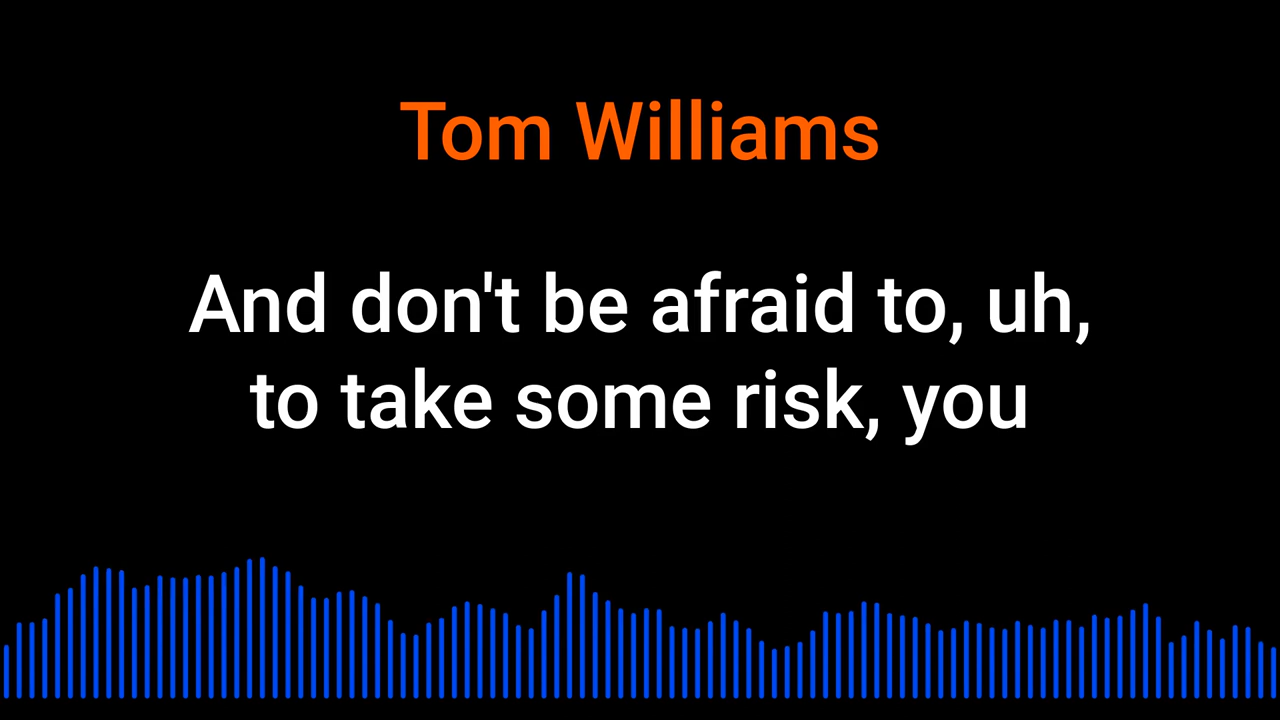 Tom Williams
And don't be afraid to, uh,
to take some risk, you